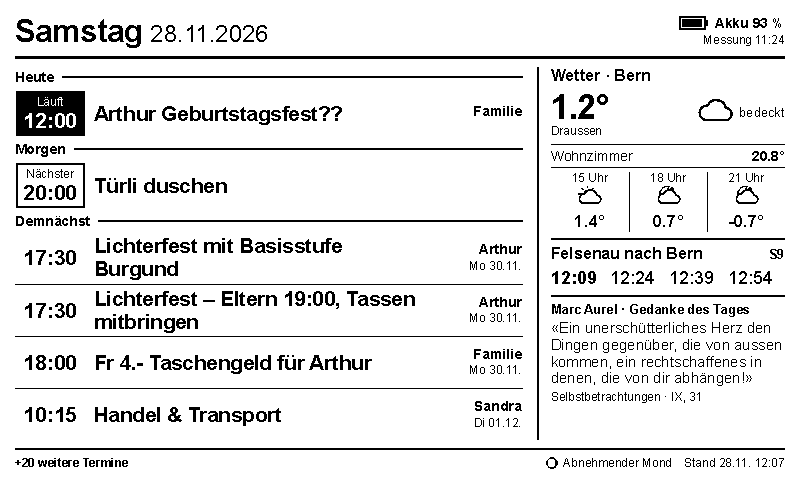 Samstag 28.11.2026
Akku 93 %
Messung 11:24
Heute
Läuft
12:00
Arthur Geburtstagsfest??
Familie
Morgen
Nächster
20:00
Türli duschen
Demnächst
17:30
Lichterfest mit Basisstufe
Burgund
Arthur
Mo 30.11.
17:30
Lichterfest – Eltern 19:00, Tassen
mitbringen
Arthur
Mo 30.11.
18:00
Fr 4.- Taschengeld für Arthur
Familie
Mo 30.11.
10:15
Handel & Transport
Sandra
Di 01.12.
+20 weitere Termine
Wetter · Bern
1.2°
bedeckt
Draussen
Wohnzimmer 20.8°
15 Uhr 18 Uhr 21 Uhr
1.4° 0.7° -0.7°
Felsenau nach Bern S9
12:09 12:24 12:39 12:54
Marc Aurel · Gedanke des Tages
«Ein unerschütterliches Herz den
Dingen gegenüber, die von aussen
kommen, ein rechtschaffenes in
denen, die von dir abhängen!»
Selbstbetrachtungen · IX, 31
Abnehmender Mond Stand 28.11. 12:07